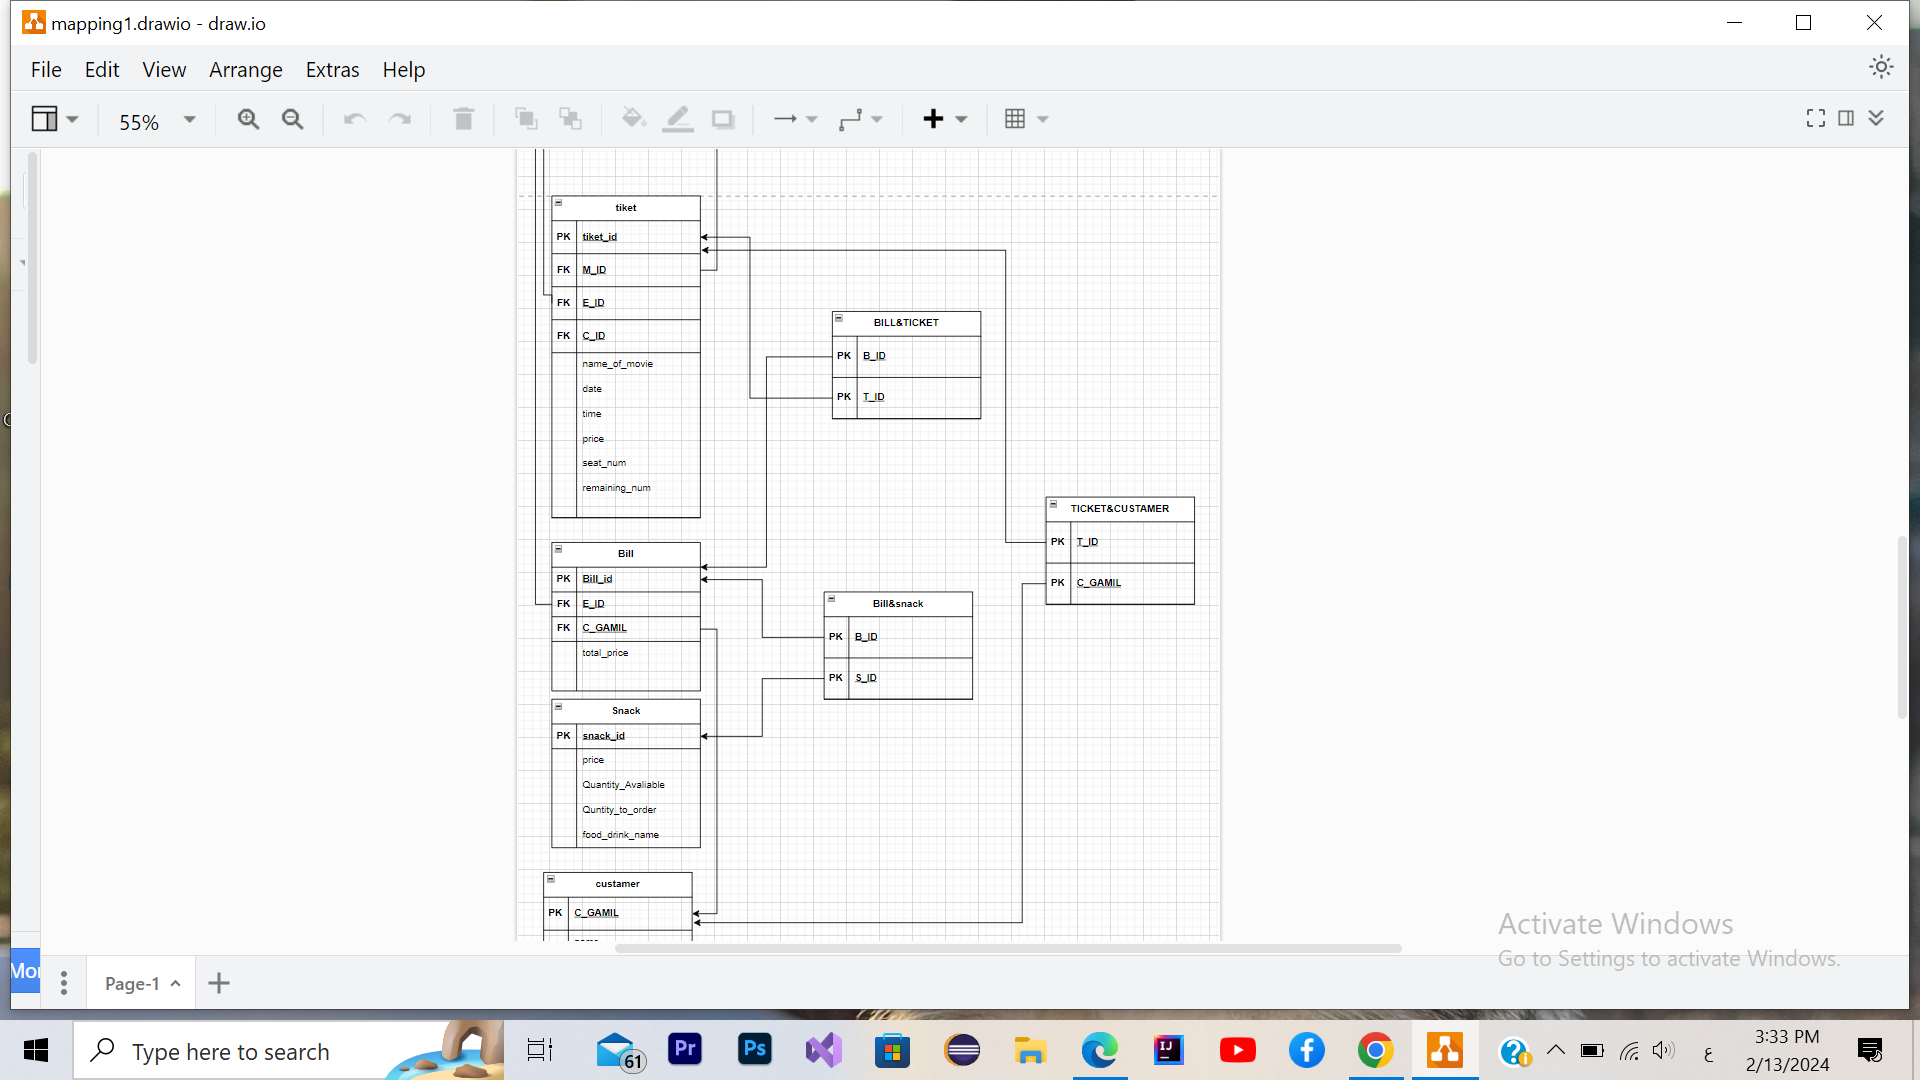 mapping1.drawio - draw.io
File Edit View Arrange Extras Help
55%
tiket
PK tiket_id
FK M_ID
FK E_ID
FK C_ID
name_of_movie
date
time
price
seat_num
remaining_num
BILL&TICKET
PK B_ID
PK T_ID
TICKET&CUSTAMER
PK T_ID
PK C_GAMIL
Bill
PK Bill_id
FK E_ID
FK C_GAMIL
total_price
Bill&snack
PK B_ID
PK S_ID
Snack
PK snack_id
price
Quantity_Avaliable
Quntity_to_order
food_drink_name
custamer
PK C_GAMIL
Activate Windows
Go to Settings to activate Windows.
Mor
Page-1
Type here to search
61
Pr
Ps
IJ
ع
3:33 PM
2/13/2024